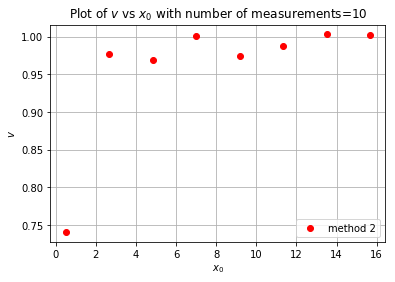 Plot of v vs x₀ with number of measurements=10
1.00
0.95
0.90
0.85
0.80
0.75
v
method 2
0 2 4 6 8 10 12 14 16
x₀